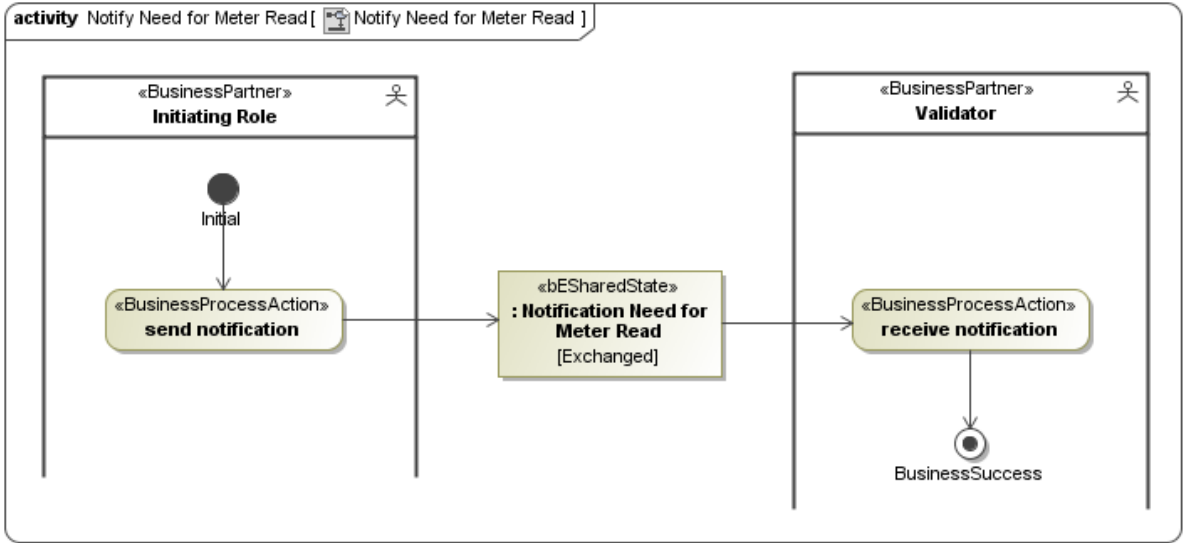 activity Notify Need for Meter Read [ Notify Need for Meter Read ]
«BusinessPartner»
Initiating Role
«BusinessPartner»
Validator
Initial
«BusinessProcessAction»
send notification
«bESharedState»
: Notification Need for
Meter Read
[Exchanged]
«BusinessProcessAction»
receive notification
BusinessSuccess